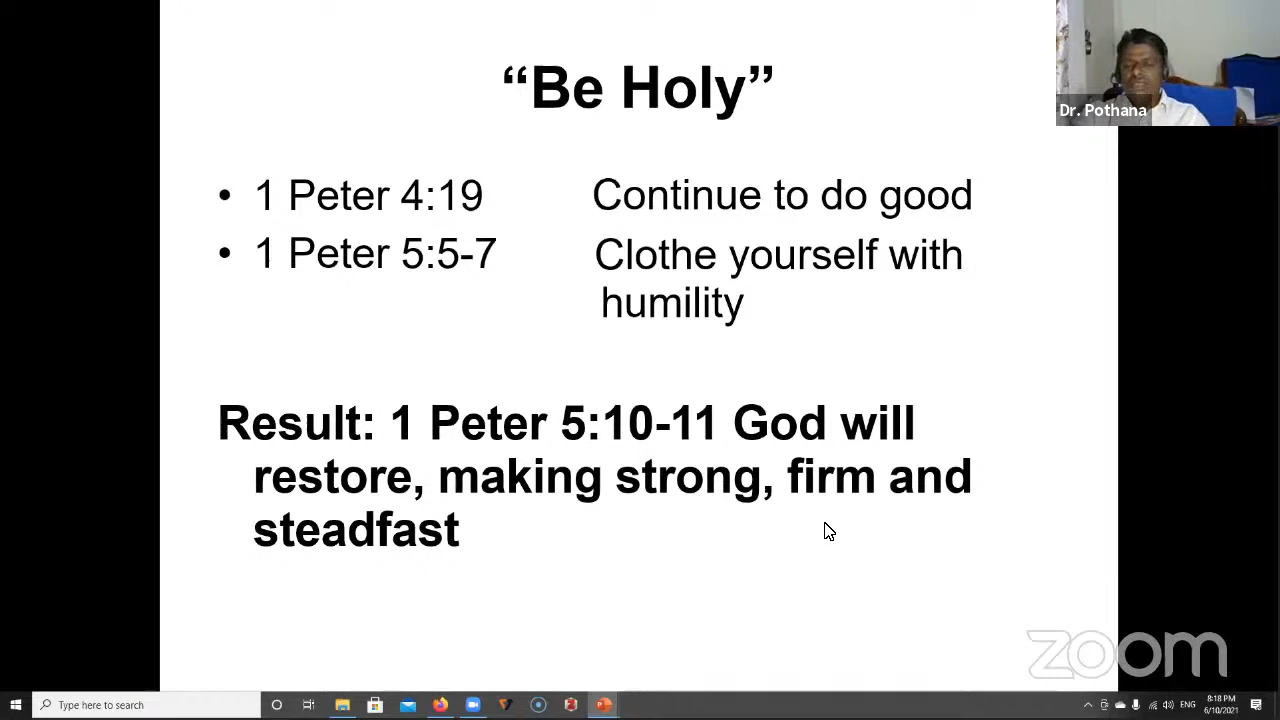 “Be Holy”
Dr. Pothana
• 1 Peter 4:19 Continue to do good
• 1 Peter 5:5-7 Clothe yourself with
humility
Result: 1 Peter 5:10-11 God will
restore, making strong, firm and
steadfast
zoom
Type here to search
ENG
8:18 PM
6/10/2021